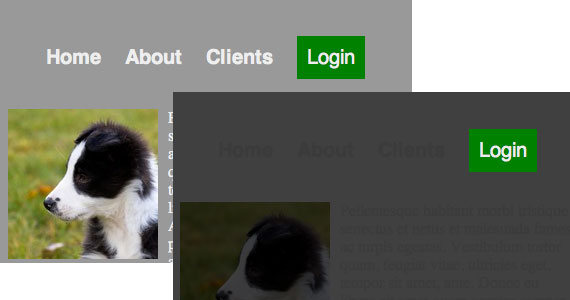 Home About Clients Login
Home About Clients Login
Pellentesque habitant morbi tristique
senectus et netus et malesuada fames
ac turpis egestas. Vestibulum tortor
quam, feugiat vitae, ultricies eget,
tempor sit amet, ante. Donec eu